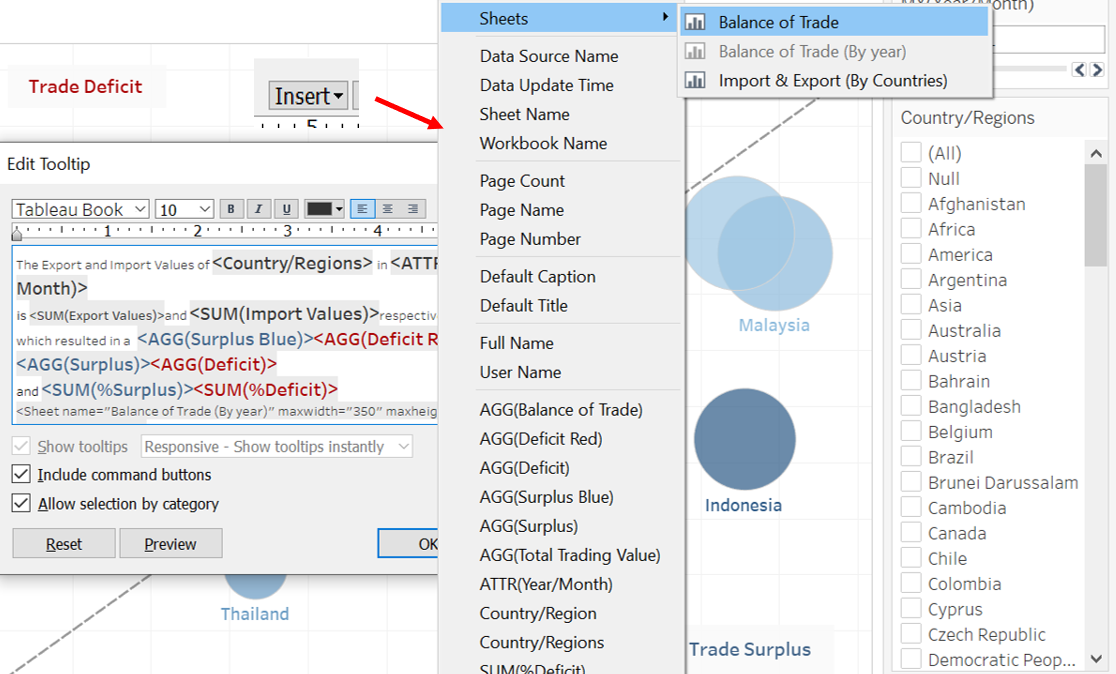 Trade Deficit
Insert
5
Edit Tooltip
Tableau Book
10
B I U
1 2 3 4
The Export and Import Values of <Country/Regions> in <ATTR
Month)>
is <SUM(Export Values)>and <SUM(Import Values)>respective
which resulted in a <AGG(Surplus Blue)><AGG(Deficit R
<AGG(Surplus)><AGG(Deficit)>
and <SUM(%Surplus)><SUM(%Deficit)>
<Sheet name="Balance of Trade (By year)" maxwidth="350" maxheig
Show tooltips
Responsive - Show tooltips instantly
Include command buttons
Allow selection by category
Reset
Preview
OK
Thailand
Sheets
Data Source Name
Data Update Time
Sheet Name
Workbook Name
Page Count
Page Name
Page Number
Default Caption
Default Title
Full Name
User Name
AGG(Balance of Trade)
AGG(Deficit Red)
AGG(Deficit)
AGG(Surplus Blue)
AGG(Surplus)
AGG(Total Trading Value)
ATTR(Year/Month)
Country/Region
Country/Regions
SUM(%Deficit)
Balance of Trade
Balance of Trade (By year)
Import & Export (By Countries)
Malaysia
Indonesia
Trade Surplus
Country/Regions
(All)
Null
Afghanistan
Africa
America
Argentina
Asia
Australia
Austria
Bahrain
Bangladesh
Belgium
Brazil
Brunei Darussalam
Cambodia
Canada
Chile
Colombia
Cyprus
Czech Republic
Democratic Peop...